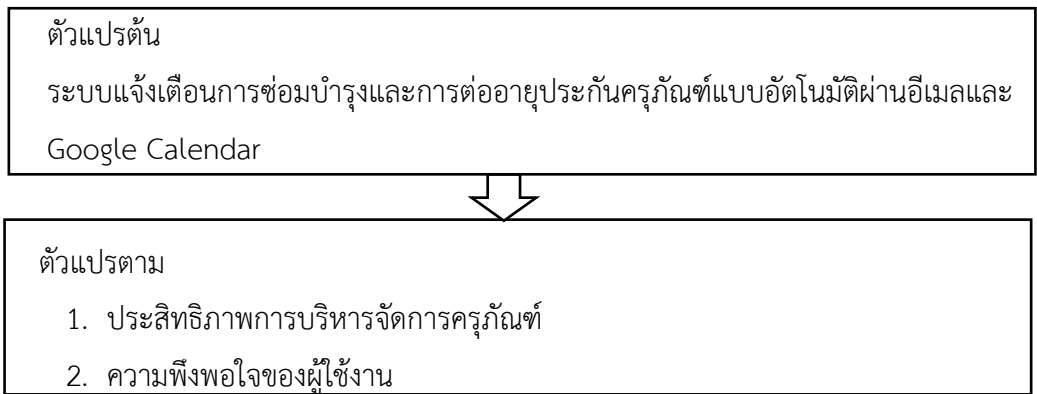 ตัวแปรต้น
ระบบแจ้งเตือนการซ่อมบำรุงและการต่ออายุประกันครุภัณฑ์แบบอัตโนมัติผ่านอีเมลและ
Google Calendar
ตัวแปรตาม
1. ประสิทธิภาพการบริหารจัดการครุภัณฑ์
2. ความพึงพอใจของผู้ใช้งาน